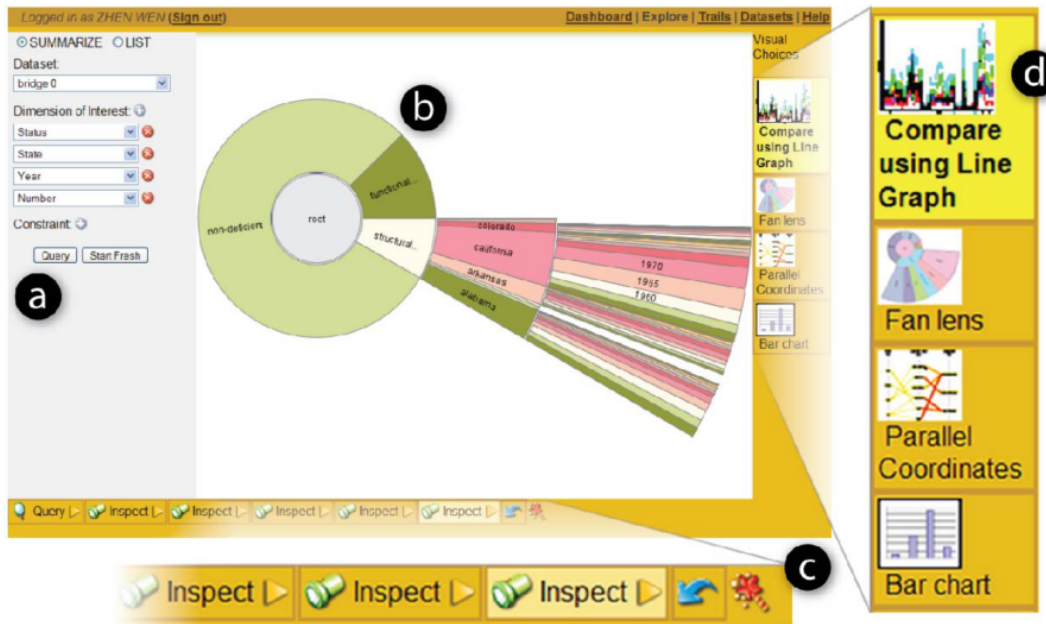 Logged in as ZHEN WEN (Sign out)
Dashboard | Explore | Trails | Datasets | Help
SUMMARIZE LIST
Dataset:
bridge 0
Dimension of Interest:
Status
State
Year
Number
Constraint:
Query Start Fresh
a
b
root
non-deficient
functional...
structural...
colorado
california
arkansas
alabama
1970
1965
1960
Visual
Choices
Compare
using Line
Graph
Fan lens
Parallel
Coordinates
Bar chart
Query Inspect Inspect Inspect Inspect Inspect
c
Inspect Inspect Inspect
d
Compare
using Line
Graph
Fan lens
Parallel
Coordinates
Bar chart